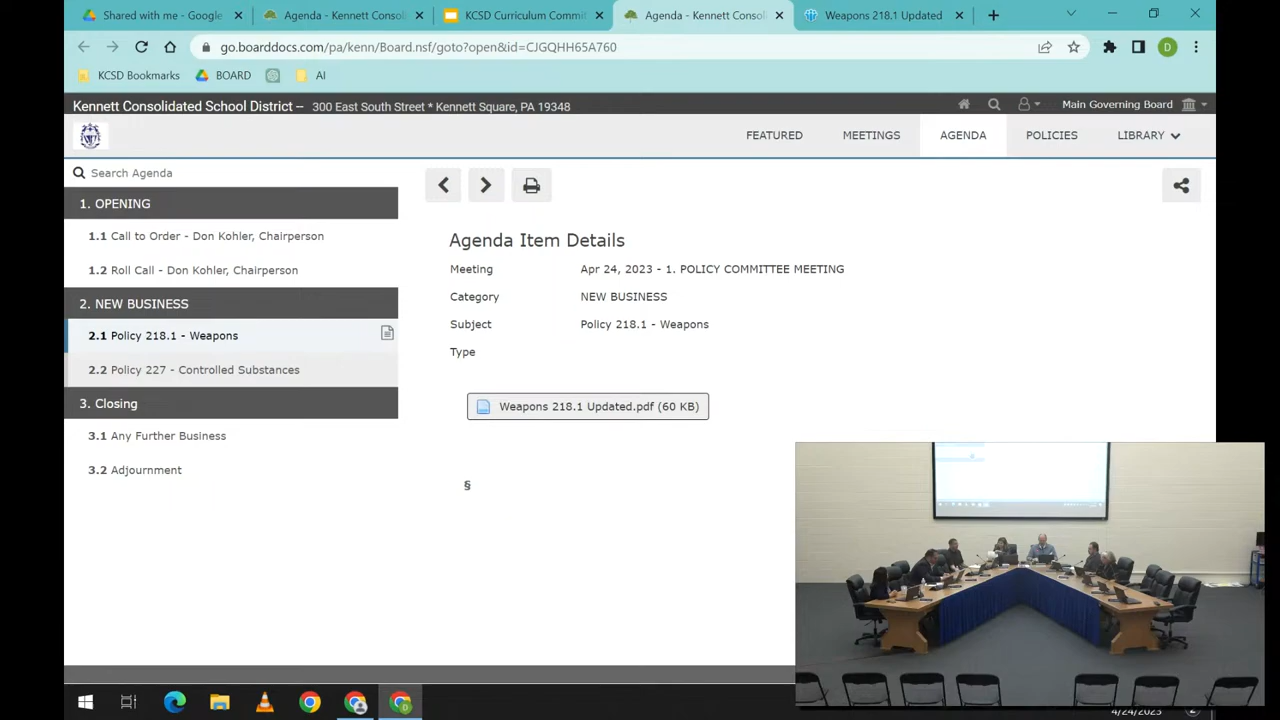 Shared with me - Google
Agenda - Kennett Consoli
KCSD Curriculum Commit
Agenda - Kennett Consol
Weapons 218.1 Updated
go.boarddocs.com/pa/kenn/Board.nsf/goto?open&id=CJGQHH65A760
D
KCSD Bookmarks
BOARD
AI
Kennett Consolidated School District -- 300 East South Street * Kennett Square, PA 19348
Main Governing Board
FEATURED
MEETINGS
AGENDA
POLICIES
LIBRARY
Search Agenda
1. OPENING
1.1 Call to Order - Don Kohler, Chairperson
1.2 Roll Call - Don Kohler, Chairperson
2. NEW BUSINESS
2.1 Policy 218.1 - Weapons
2.2 Policy 227 - Controlled Substances
3. Closing
3.1 Any Further Business
3.2 Adjournment
Agenda Item Details
Meeting Apr 24, 2023 - 1. POLICY COMMITTEE MEETING
Category NEW BUSINESS
Subject Policy 218.1 - Weapons
Type
Weapons 218.1 Updated.pdf (60 KB)
§
4/24/2023